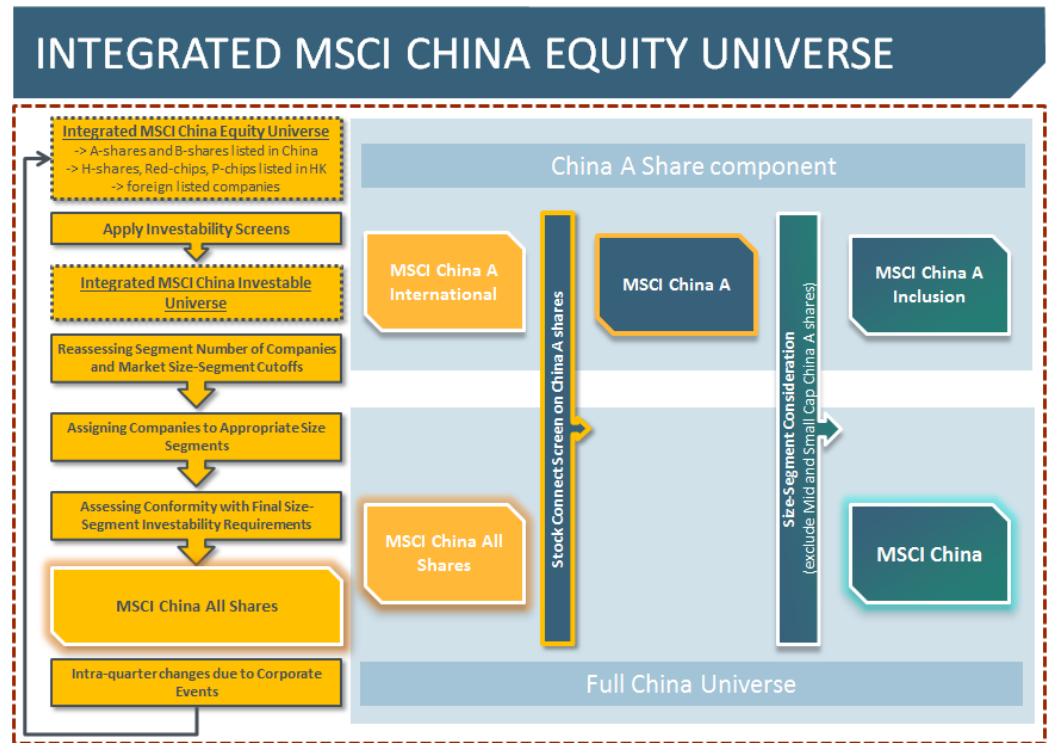 INTEGRATED MSCI CHINA EQUITY UNIVERSE
Integrated MSCI China Equity Universe
-> A-shares and B-shares listed in China
-> H-shares, Red-chips, P-chips listed in HK
-> foreign listed companies
Apply Investability Screens
Integrated MSCI China Investable
Universe
Reassessing Segment Number of Companies
and Market Size-Segment Cutoffs
Assigning Companies to Appropriate Size
Segments
Assessing Conformity with Final Size-
Segment Investability Requirements
MSCI China All Shares
Intra-quarter changes due to Corporate
Events
China A Share component
MSCI China A
International
Stock Connect Screen on China A shares
MSCI China A
Size-Segment Consideration
(exclude Mid and Small Cap China A shares)
MSCI China A
Inclusion
MSCI China All
Shares
MSCI China
Full China Universe